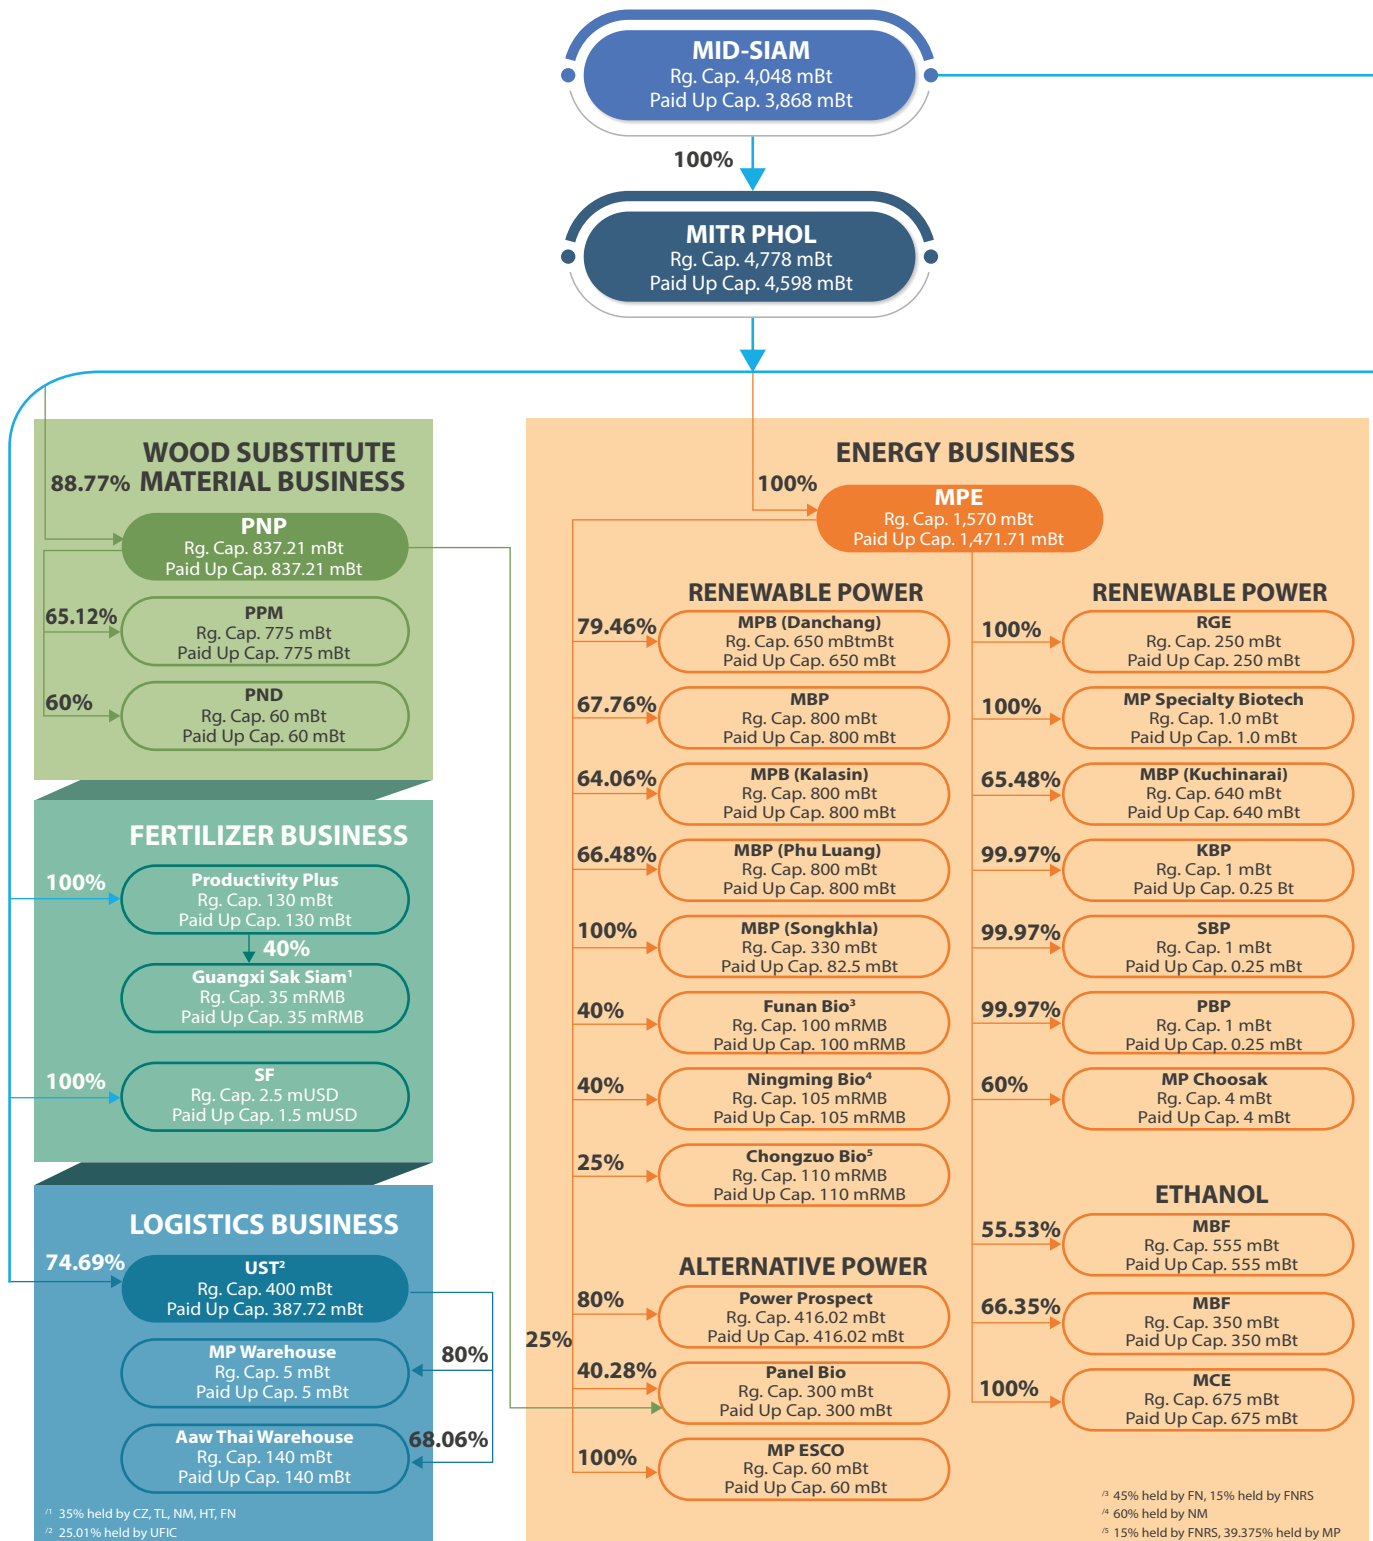 MID-SIAM
Rg. Cap. 4,048 mBt
Paid Up Cap. 3,868 mBt
100%
MITR PHOL
Rg. Cap. 4,778 mBt
Paid Up Cap. 4,598 mBt
WOOD SUBSTITUTE
MATERIAL BUSINESS
88.77%
PNP
Rg. Cap. 837.21 mBt
Paid Up Cap. 837.21 mBt
65.12%
PPM
Rg. Cap. 775 mBt
Paid Up Cap. 775 mBt
60%
PND
Rg. Cap. 60 mBt
Paid Up Cap. 60 mBt
FERTILIZER BUSINESS
100%
Productivity Plus
Rg. Cap. 130 mBt
Paid Up Cap. 130 mBt
40%
Guangxi Sak Siam¹
Rg. Cap. 35 mRMB
Paid Up Cap. 35 mRMB
100%
SF
Rg. Cap. 2.5 mUSD
Paid Up Cap. 1.5 mUSD
LOGISTICS BUSINESS
74.69%
UST²
Rg. Cap. 400 mBt
Paid Up Cap. 387.72 mBt
80%
MP Warehouse
Rg. Cap. 5 mBt
Paid Up Cap. 5 mBt
68.06%
Aaw Thai Warehouse
Rg. Cap. 140 mBt
Paid Up Cap. 140 mBt
/1 35% held by CZ, TL, NM, HT, FN
/2 25.01% held by UFIC
ENERGY BUSINESS
100%
MPE
Rg. Cap. 1,570 mBt
Paid Up Cap. 1,471.71 mBt
RENEWABLE POWER
79.46%
MPB (Danchang)
Rg. Cap. 650 mBtmBt
Paid Up Cap. 650 mBt
67.76%
MBP
Rg. Cap. 800 mBt
Paid Up Cap. 800 mBt
64.06%
MPB (Kalasin)
Rg. Cap. 800 mBt
Paid Up Cap. 800 mBt
66.48%
MBP (Phu Luang)
Rg. Cap. 800 mBt
Paid Up Cap. 800 mBt
100%
MBP (Songkhla)
Rg. Cap. 330 mBt
Paid Up Cap. 82.5 mBt
40%
Funan Bio³
Rg. Cap. 100 mRMB
Paid Up Cap. 100 mRMB
40%
Ningming Bio⁴
Rg. Cap. 105 mRMB
Paid Up Cap. 105 mRMB
25%
Chongzuo Bio⁵
Rg. Cap. 110 mRMB
Paid Up Cap. 110 mRMB
ALTERNATIVE POWER
80%
Power Prospect
Rg. Cap. 416.02 mBt
Paid Up Cap. 416.02 mBt
25%
40.28%
Panel Bio
Rg. Cap. 300 mBt
Paid Up Cap. 300 mBt
100%
MP ESCO
Rg. Cap. 60 mBt
Paid Up Cap. 60 mBt
RENEWABLE POWER
100%
RGE
Rg. Cap. 250 mBt
Paid Up Cap. 250 mBt
100%
MP Specialty Biotech
Rg. Cap. 1.0 mBt
Paid Up Cap. 1.0 mBt
65.48%
MBP (Kuchinarai)
Rg. Cap. 640 mBt
Paid Up Cap. 640 mBt
99.97%
KBP
Rg. Cap. 1 mBt
Paid Up Cap. 0.25 Bt
99.97%
SBP
Rg. Cap. 1 mBt
Paid Up Cap. 0.25 mBt
99.97%
PBP
Rg. Cap. 1 mBt
Paid Up Cap. 0.25 mBt
60%
MP Choosak
Rg. Cap. 4 mBt
Paid Up Cap. 4 mBt
ETHANOL
55.53%
MBF
Rg. Cap. 555 mBt
Paid Up Cap. 555 mBt
66.35%
MBF
Rg. Cap. 350 mBt
Paid Up Cap. 350 mBt
100%
MCE
Rg. Cap. 675 mBt
Paid Up Cap. 675 mBt
/3 45% held by FN, 15% held by FNRS
/4 60% held by NM
/5 15% held by FNRS, 39.375% held by MP